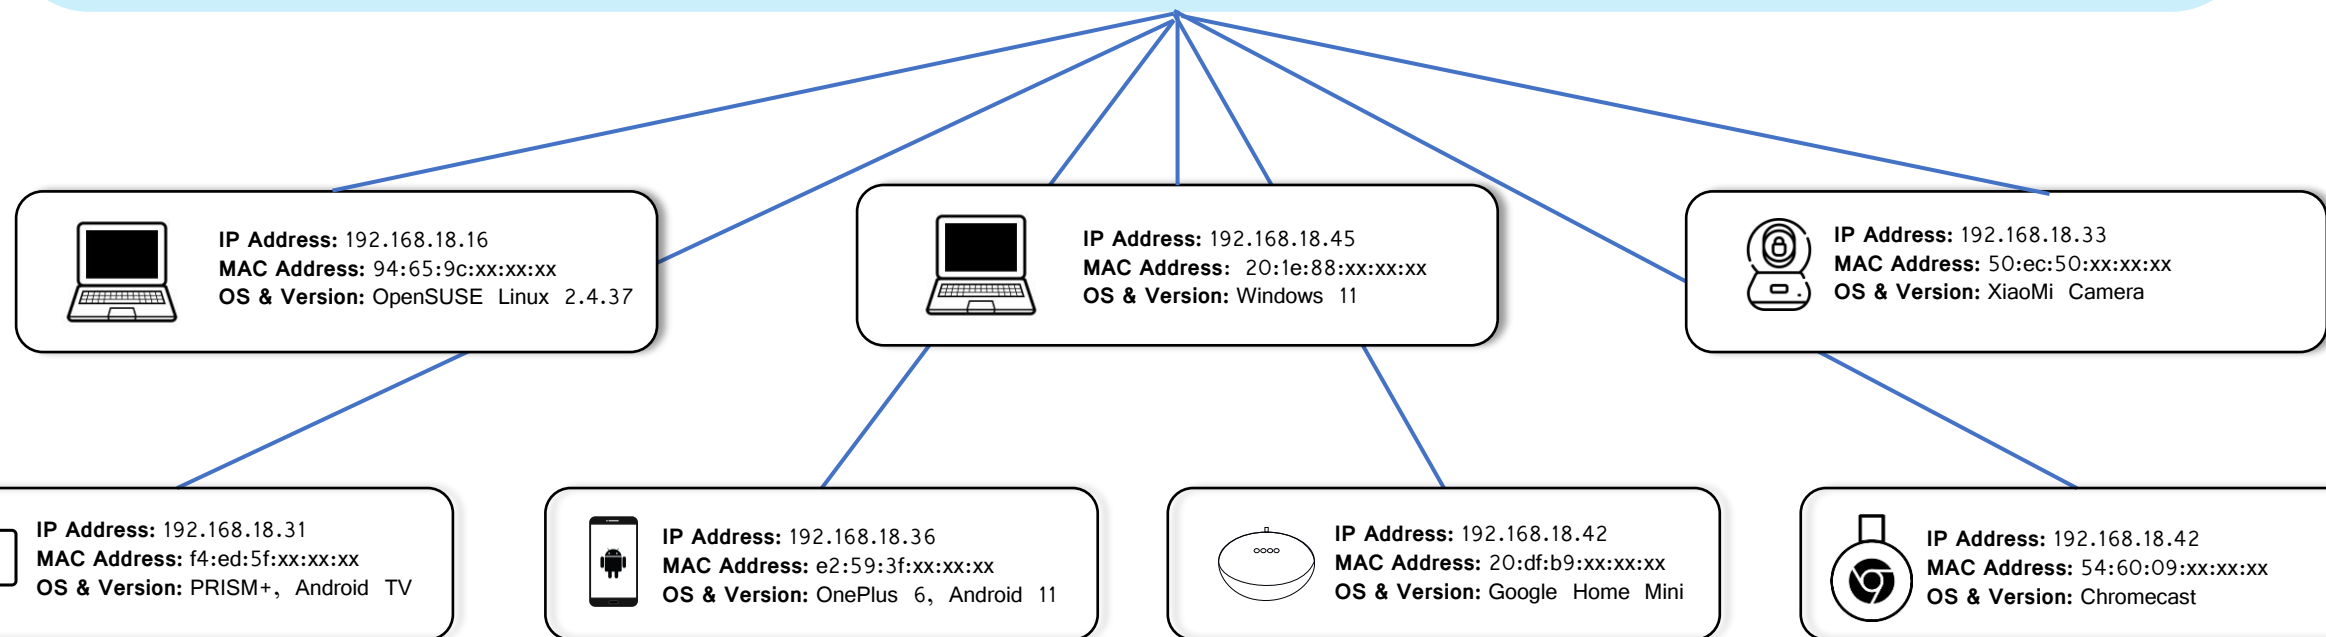 IP Address: 192.168.18.16
MAC Address: 94:65:9c:xx:xx:xx
OS & Version: OpenSUSE Linux 2.4.37
IP Address: 192.168.18.45
MAC Address: 20:1e:88:xx:xx:xx
OS & Version: Windows 11
IP Address: 192.168.18.33
MAC Address: 50:ec:50:xx:xx:xx
OS & Version: XiaoMi Camera
IP Address: 192.168.18.31
MAC Address: f4:ed:5f:xx:xx:xx
OS & Version: PRISM+, Android TV
IP Address: 192.168.18.36
MAC Address: e2:59:3f:xx:xx:xx
OS & Version: OnePlus 6, Android 11
IP Address: 192.168.18.42
MAC Address: 20:df:b9:xx:xx:xx
OS & Version: Google Home Mini
IP Address: 192.168.18.42
MAC Address: 54:60:09:xx:xx:xx
OS & Version: Chromecast